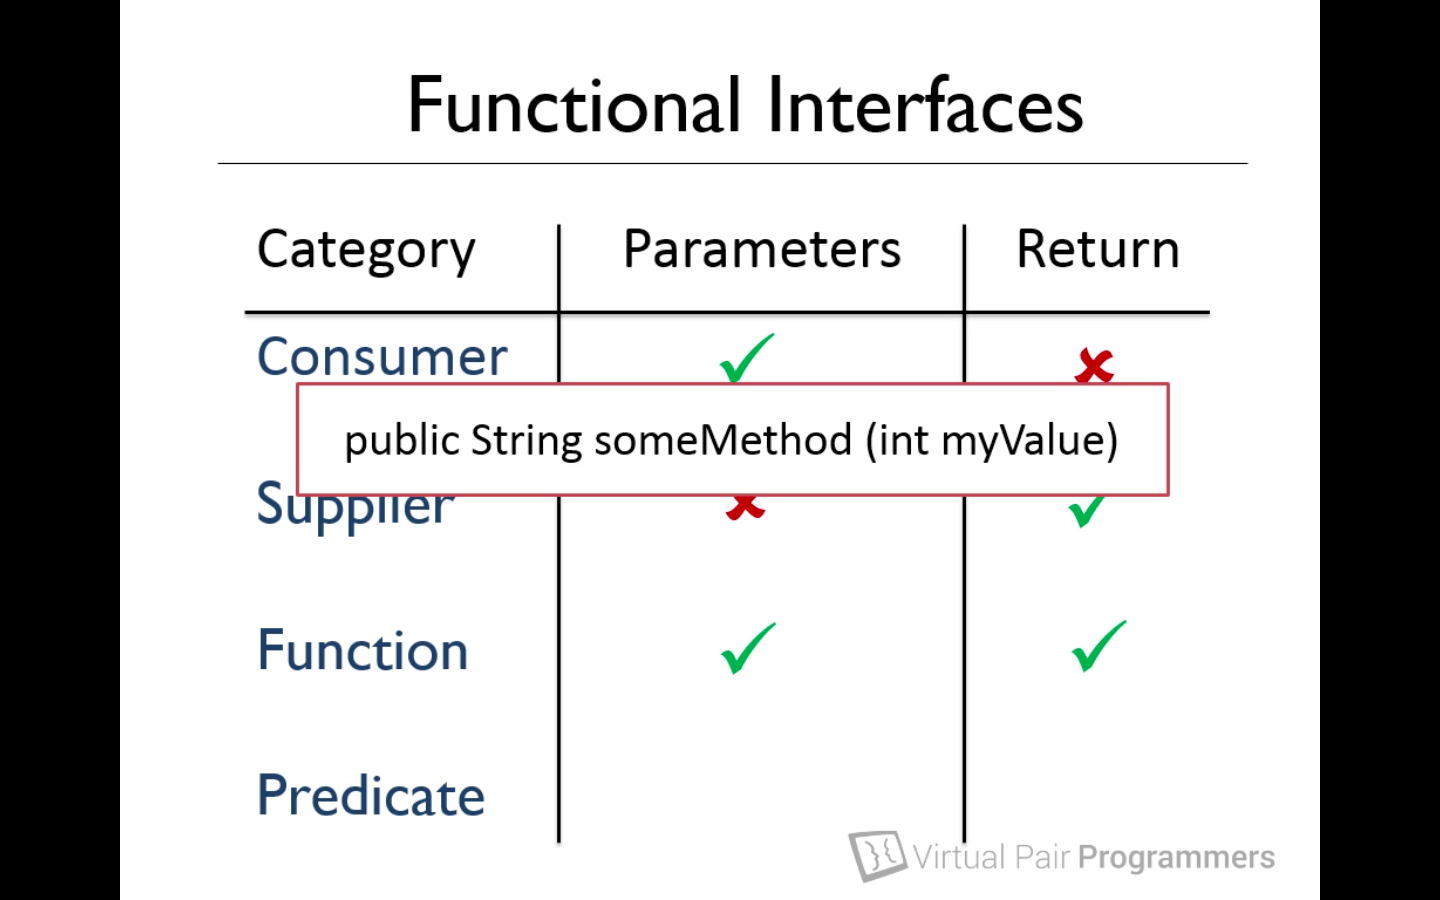 Functional Interfaces
Category Parameters Return
Consumer ✓ ✘
public String someMethod (int myValue)
Supplier ✘ ✓
Function ✓ ✓
Predicate
Virtual Pair Programmers